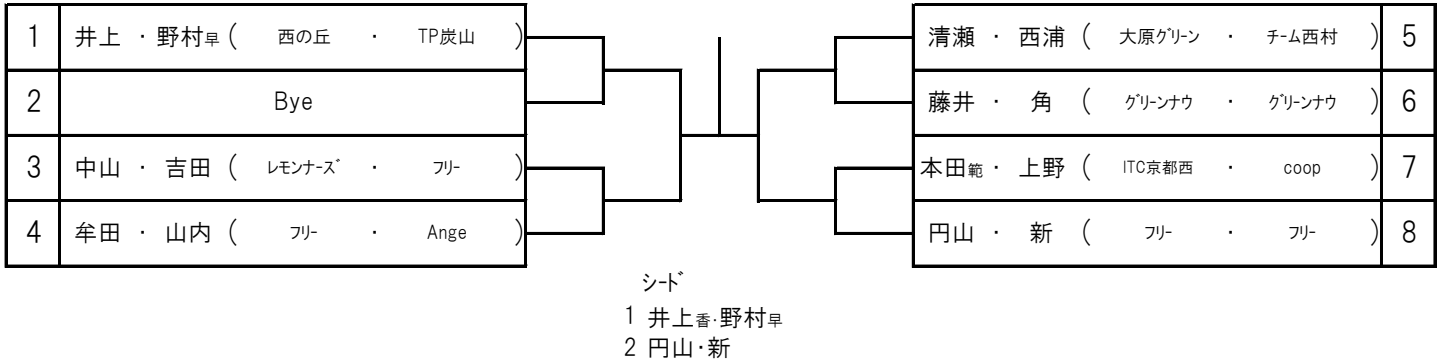 1 井上 ・ 野村早 ( 西の丘 ・ TP炭山 )
2 Bye
3 中山 ・ 吉田 ( レモンナーズ ・ フリー )
4 牟田 ・ 山内 ( フリー ・ Ange )
清瀬 ・ 西浦 ( 大原グリーン ・ チーム西村 ) 5
藤井 ・ 角 ( グリーンナウ ・ グリーンナウ ) 6
本田範 ・ 上野 ( ITC京都西 ・ coop ) 7
円山 ・ 新 ( フリー ・ フリー ) 8
シード
1 井上香・野村早
2 円山・新